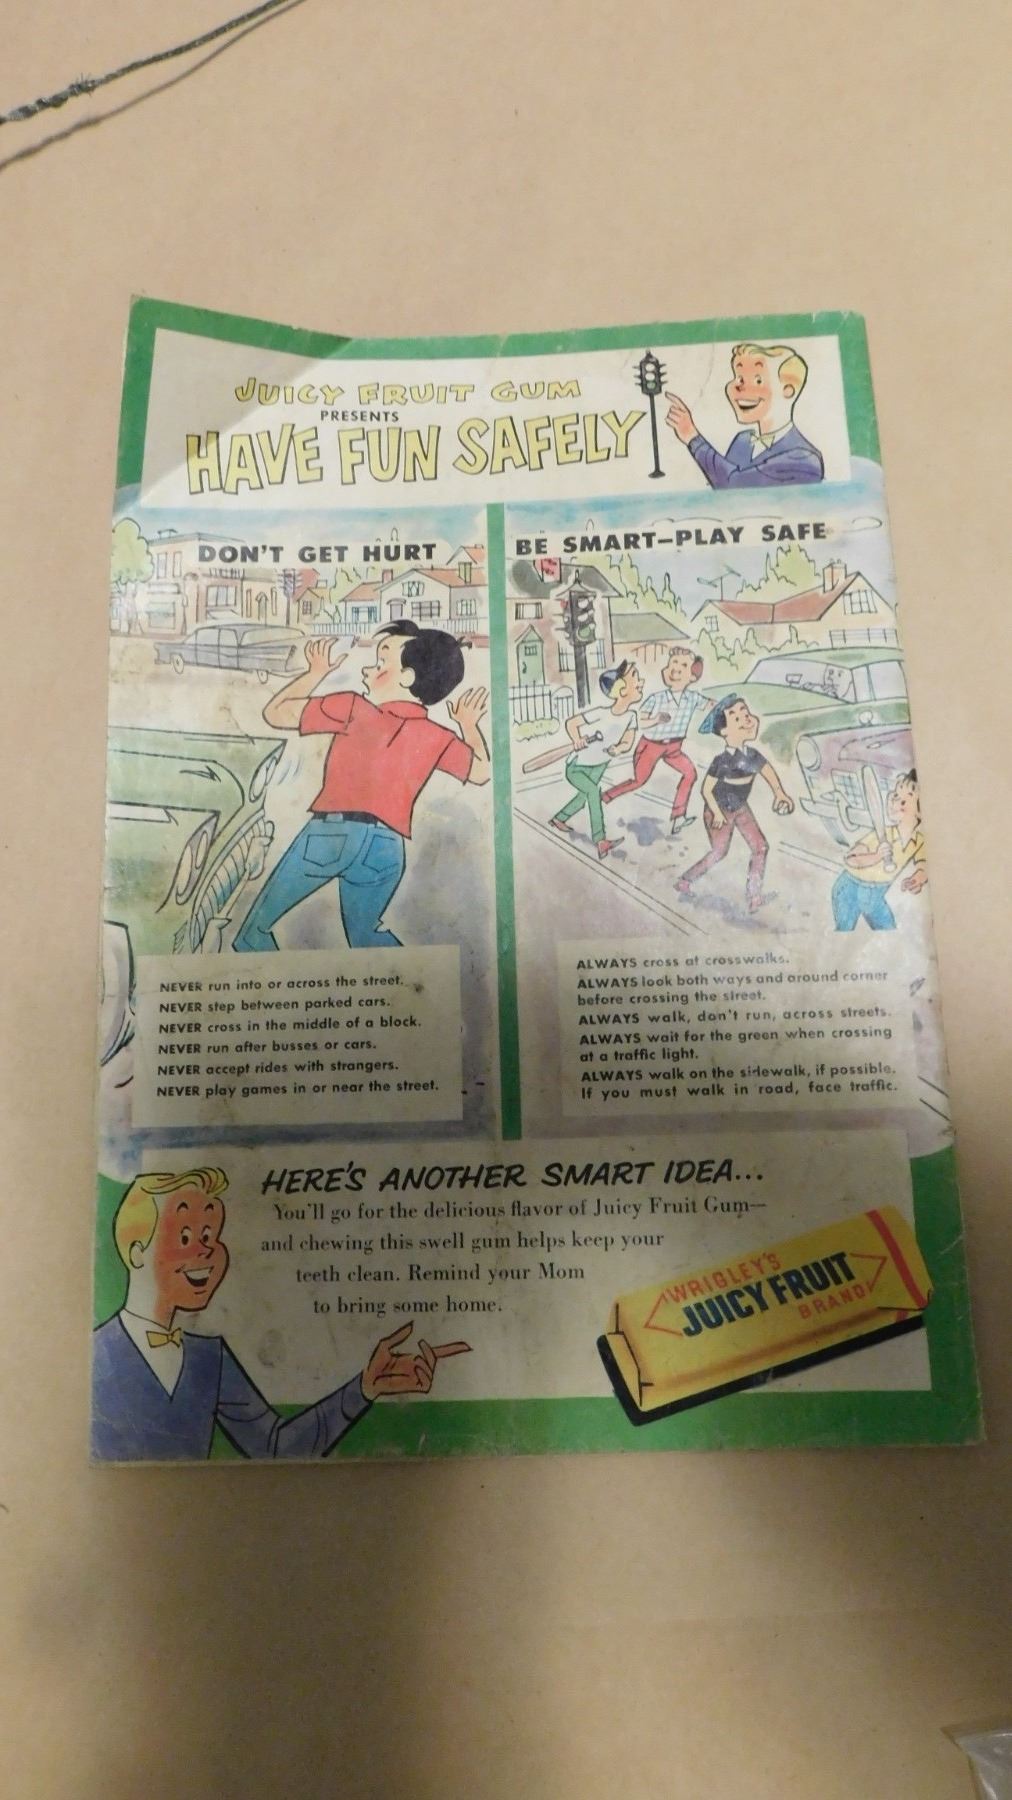 JUICY FRUIT GUM
PRESENTS
HAVE FUN SAFELY
DON'T GET HURT
NEVER run into or across the street.
NEVER step between parked cars.
NEVER cross in the middle of a block.
NEVER run after busses or cars.
NEVER accept rides with strangers.
NEVER play games in or near the street.
BE SMART—PLAY SAFE
ALWAYS cross at crosswalks.
ALWAYS look both ways and around corner
before crossing the street.
ALWAYS walk, don't run, across streets.
ALWAYS wait for the green when crossing
at a traffic light.
ALWAYS walk on the sidewalk, if possible.
If you must walk in road, face traffic.
HERE'S ANOTHER SMART IDEA...
You'll go for the delicious flavor of Juicy Fruit Gum—
and chewing this swell gum helps keep your
teeth clean. Remind your Mom
to bring some home.
WRIGLEY'S
JUICY FRUIT
BRAND